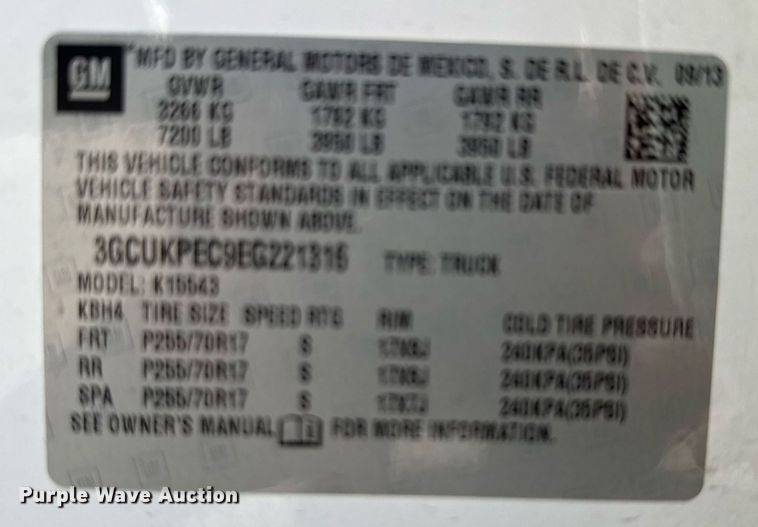 GM
MFD BY GENERAL MOTORS DE MEXICO, S. DE R.L. DE C.V. 09/13
GVWR GAWR FRT GAWR RR
3266 KG 1792 KG 1792 KG
7200 LB 3950 LB 3950 LB
THIS VEHICLE CONFORMS TO ALL APPLICABLE U.S. FEDERAL MOTOR
VEHICLE SAFETY STANDARDS IN EFFECT ON THE DATE OF
MANUFACTURE SHOWN ABOVE.
3GCUKPEC9EG221316 TYPE: TRUCK
MODEL: K15543
K8H4 TIRE SIZE SPEED RTG RIM COLD TIRE PRESSURE
FRT P255/70R17 S 17X8J 240KPA(35PSI)
RR P255/70R17 S 17X8J 240KPA(35PSI)
SPA P255/70R17 S 17X7J 240KPA(35PSI)
SEE OWNER'S MANUAL FOR MORE INFORMATION.
Purple Wave Auction